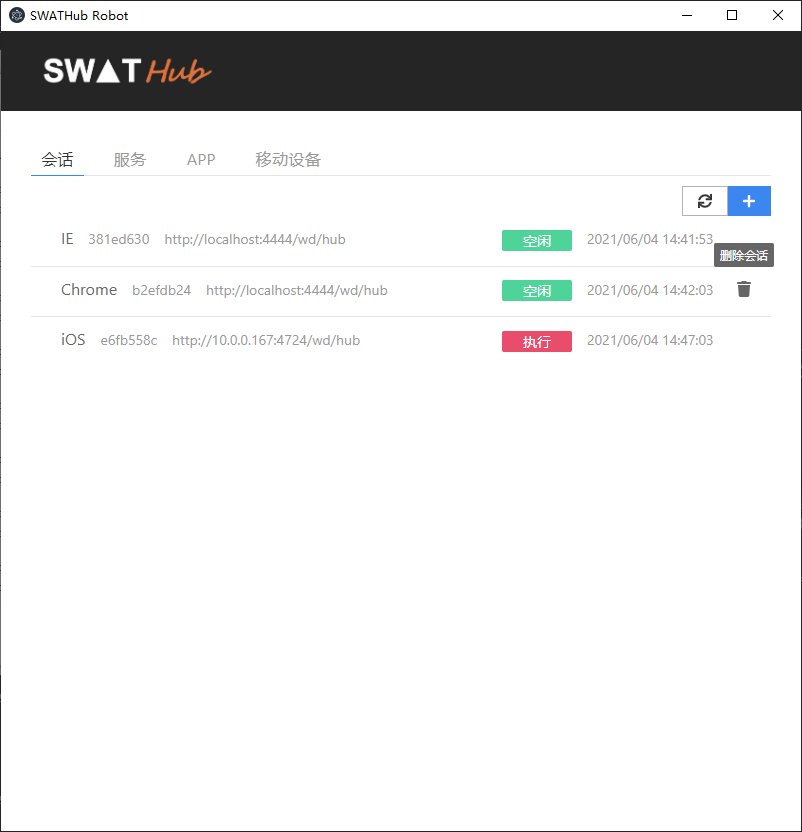 SWATHub Robot
SWAT Hub
会话 服务 APP 移动设备
IE 381ed630 http://localhost:4444/wd/hub 空闲 2021/06/04 14:41:53
删除会话
Chrome b2efdb24 http://localhost:4444/wd/hub 空闲 2021/06/04 14:42:03
iOS e6fb558c http://10.0.0.167:4724/wd/hub 执行 2021/06/04 14:47:03